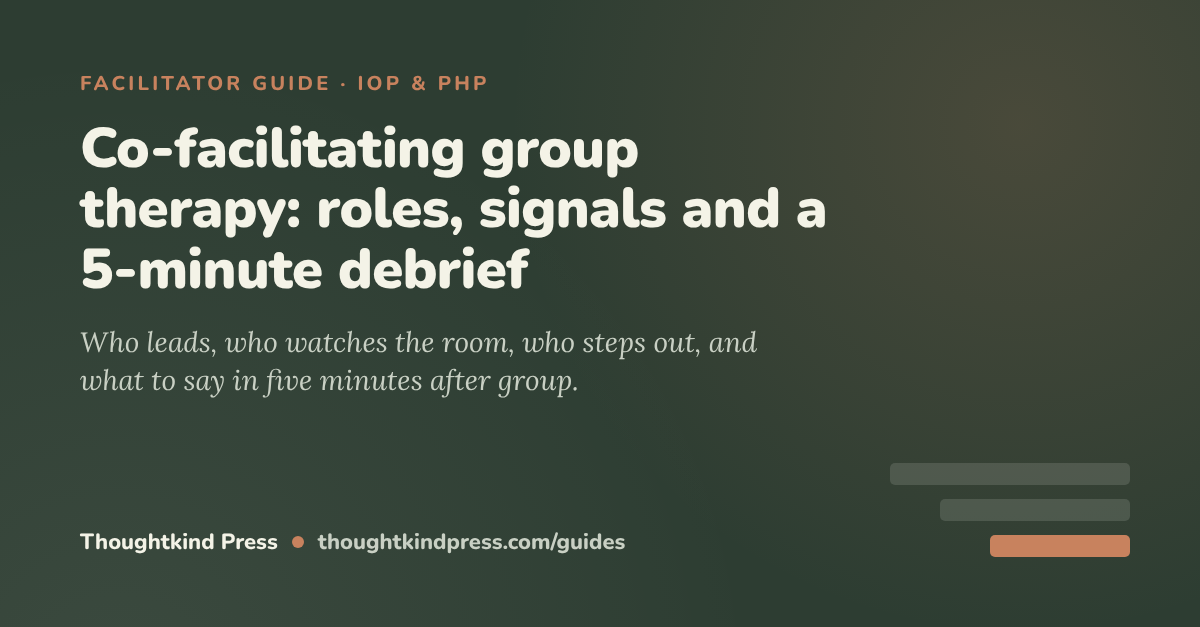 FACILITATOR GUIDE · IOP & PHP
Co-facilitating group
therapy: roles, signals and a
5-minute debrief
Who leads, who watches the room, who steps out, and
what to say in five minutes after group.
Thoughtkind Press • thoughtkindpress.com/guides